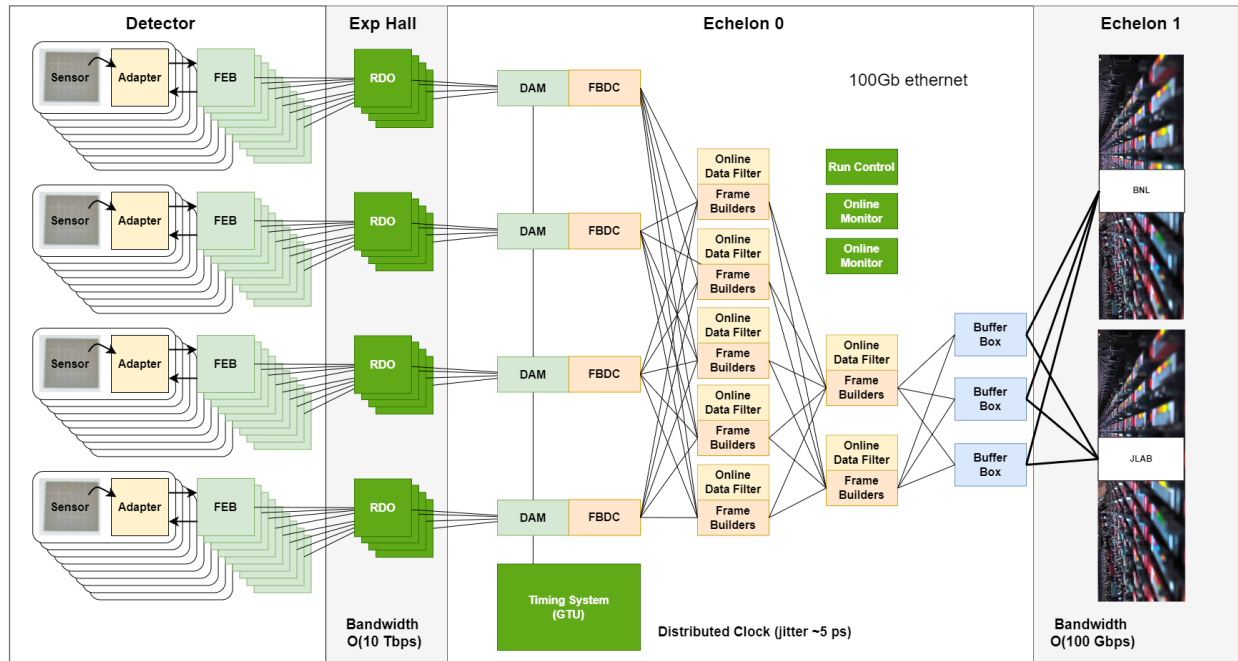 Detector
Exp Hall
Echelon 0
Echelon 1
100Gb ethernet
Sensor
Adapter
FEB
RDO
DAM
FBDC
Sensor
Adapter
FEB
RDO
DAM
FBDC
Sensor
Adapter
FEB
RDO
DAM
FBDC
Sensor
Adapter
FEB
RDO
DAM
FBDC
Online
Data Filter
Frame
Builders
Online
Data Filter
Frame
Builders
Online
Data Filter
Frame
Builders
Online
Data Filter
Frame
Builders
Online
Data Filter
Frame
Builders
Run Control
Online
Monitor
Online
Monitor
Online
Data Filter
Frame
Builders
Online
Data Filter
Frame
Builders
Buffer
Box
Buffer
Box
Buffer
Box
BNL
JLAB
Timing System
(GTU)
Bandwidth
O(10 Tbps)
Distributed Clock (jitter ~5 ps)
Bandwidth
O(100 Gbps)